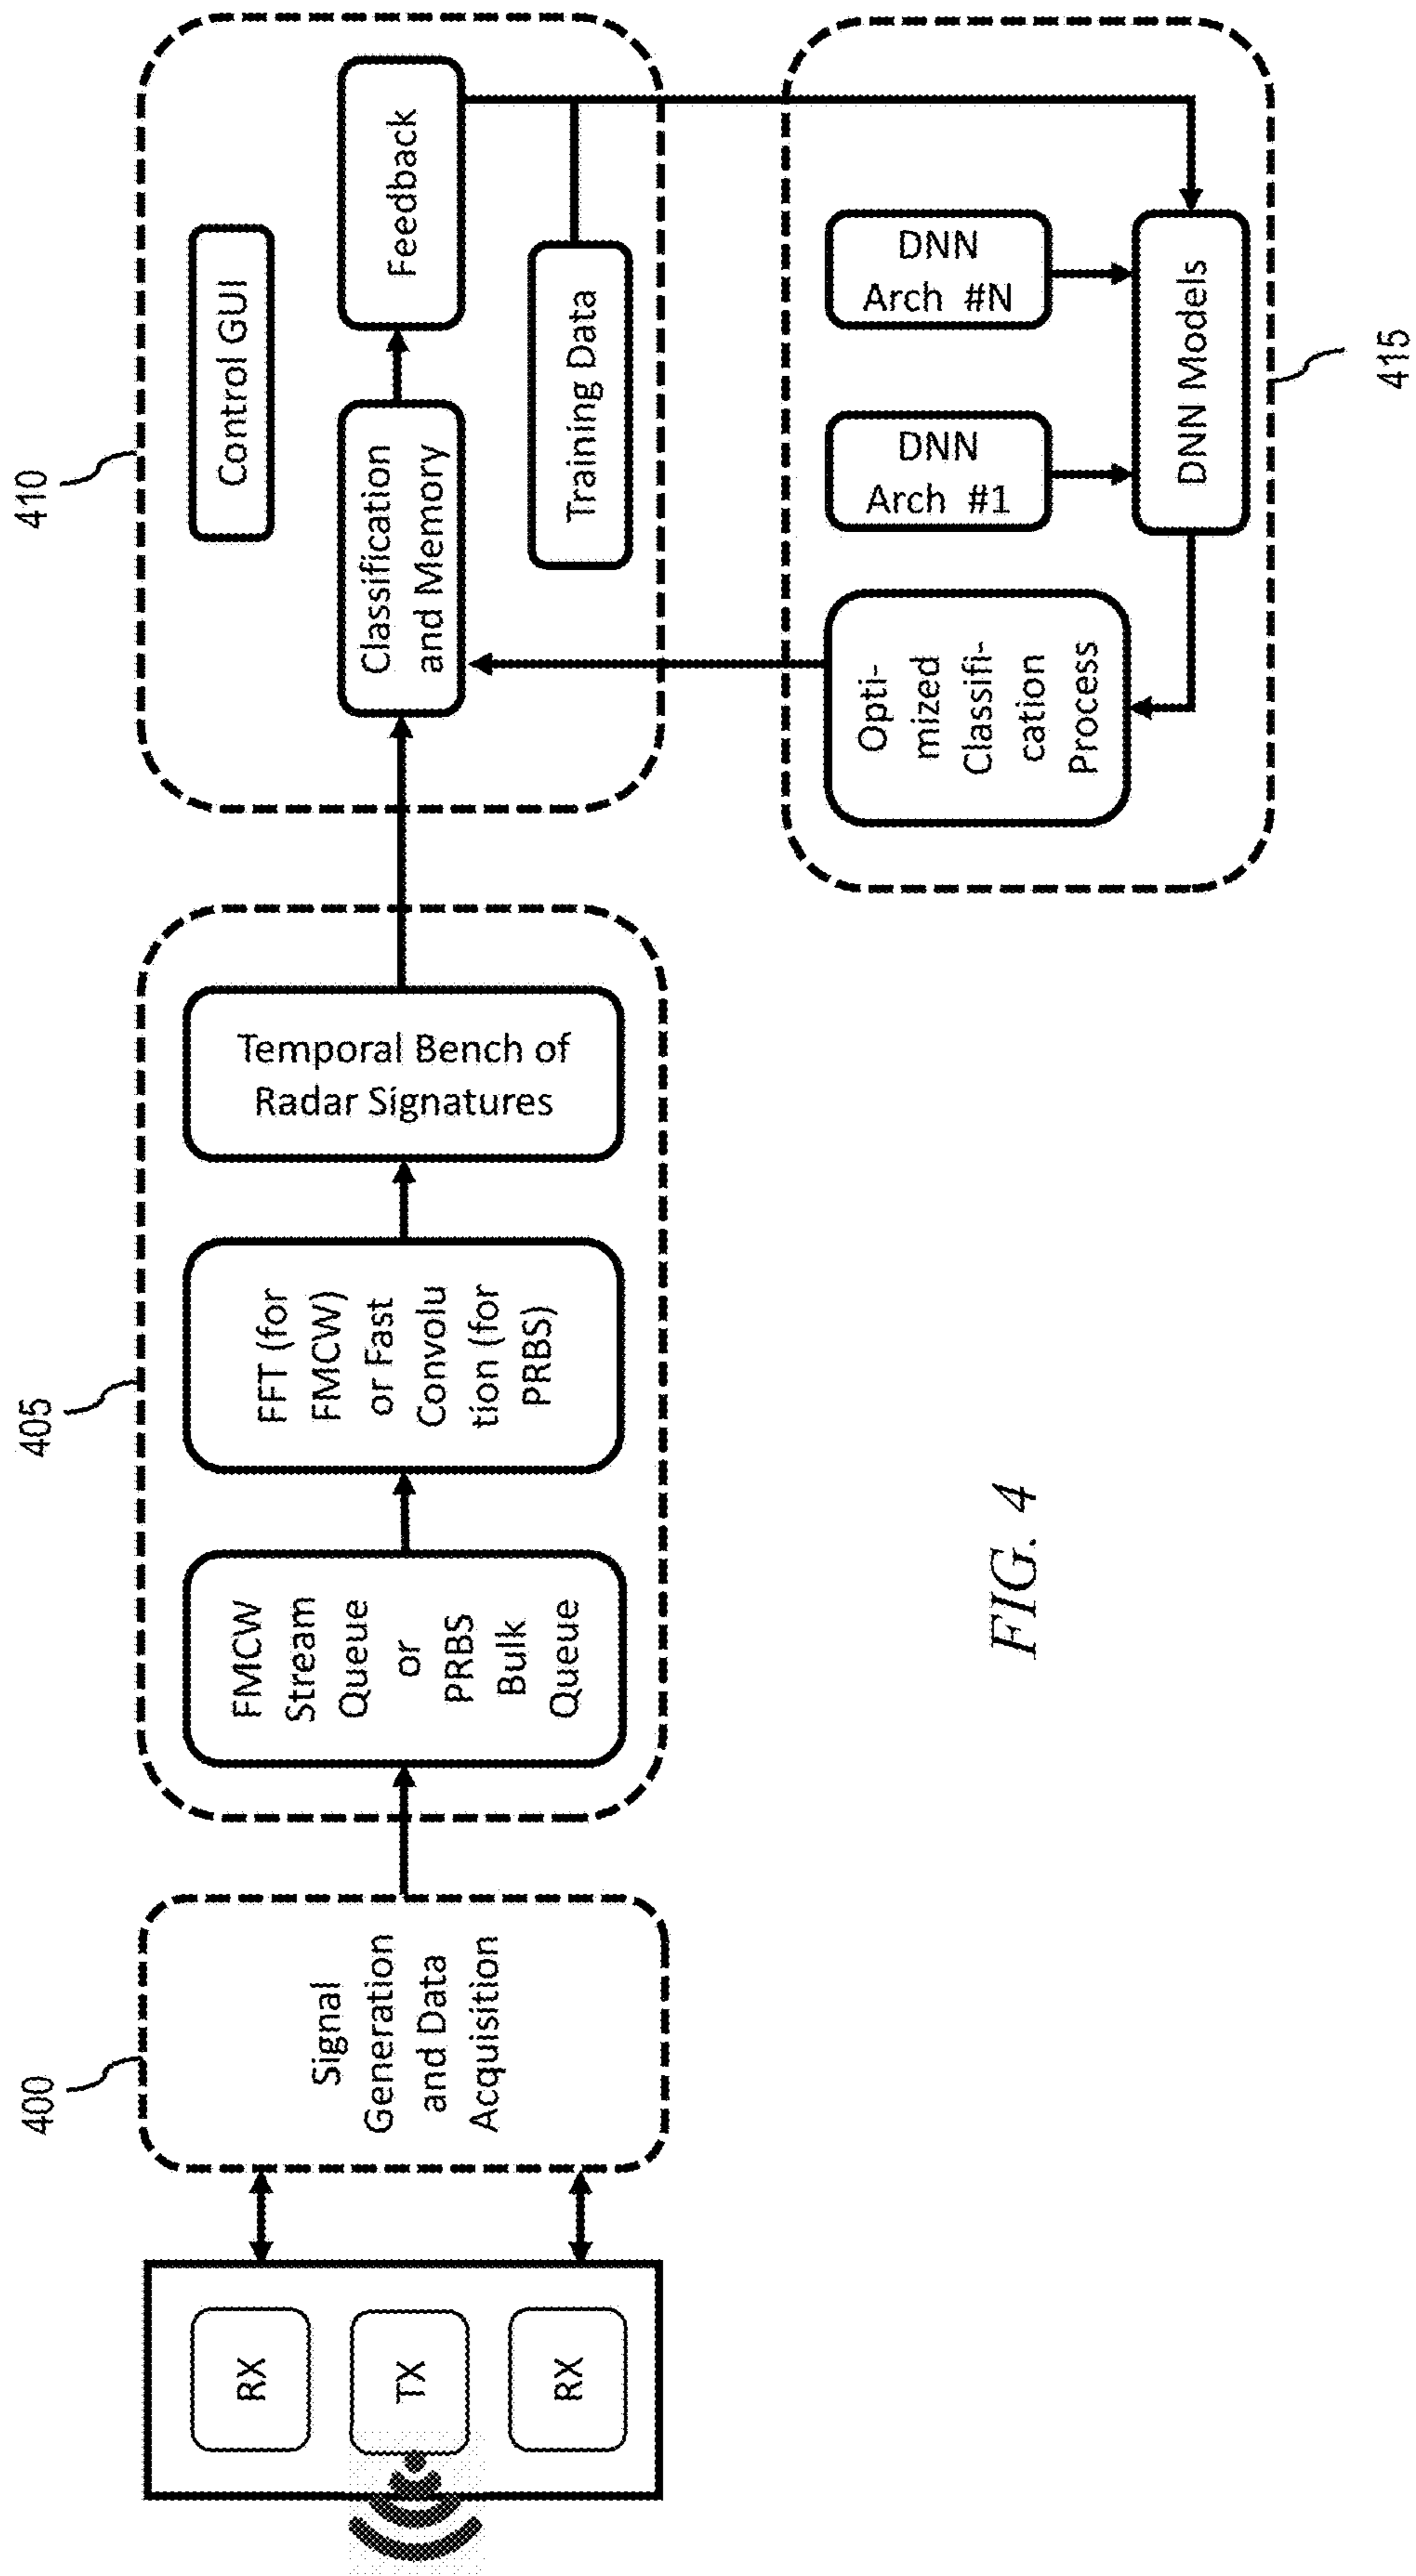 RX
TX
RX
400
Signal
Generation
and Data
Acquisition
405
FMCW
Stream
Queue
or
PRBS
Bulk
Queue
FFT (for
FMCW)
or Fast
Convolu
tion (for
PRBS)
Temporal Bench of
Radar Signatures
410
Control GUI
Classification
and Memory
Feedback
Training Data
Opti-
mized
Classifi-
cation
Process
DNN
Arch #1
DNN
Arch #N
DNN Models
415
FIG. 4